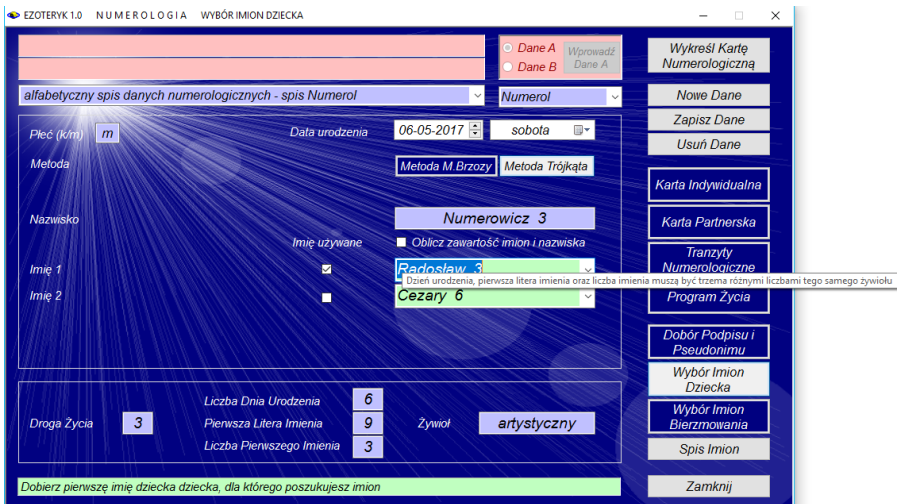 EZOTERYK 1.0 N U M E R O L O G I A WYBÓR IMION DZIECKA
Dane A
Dane B
Wprowadź
Dane A
Wykreśl Kartę
Numerologiczną
alfabetyczny spis danych numerologicznych - spis Numerol
Numerol
Nowe Dane
Zapisz Dane
Usuń Dane
Płeć (k/m) m
Data urodzenia 06-05-2017 sobota
Metoda
Metoda M.Brzozy
Metoda Trójkąta
Karta Indywidualna
Nazwisko
Numerowicz 3
Karta Partnerska
Imię używane
Oblicz zawartość imion i nazwiska
Tranzyty
Numerologiczne
Imię 1
Radosław 3
Dzień urodzenia, pierwsza litera imienia oraz liczba imienia muszą być trzema różnymi liczbami tego samego żywiołu
Imię 2
Cezary 6
Program Życia
Dobór Podpisu i
Pseudonimu
Wybór Imion
Dziecka
Droga Życia 3
Liczba Dnia Urodzenia 6
Pierwsza Litera Imienia 9
Liczba Pierwszego Imienia 3
Żywioł artystyczny
Wybór Imion
Bierzmowania
Spis Imion
Dobierz pierwszę imię dziecka dziecka, dla którego poszukujesz imion
Zamknij